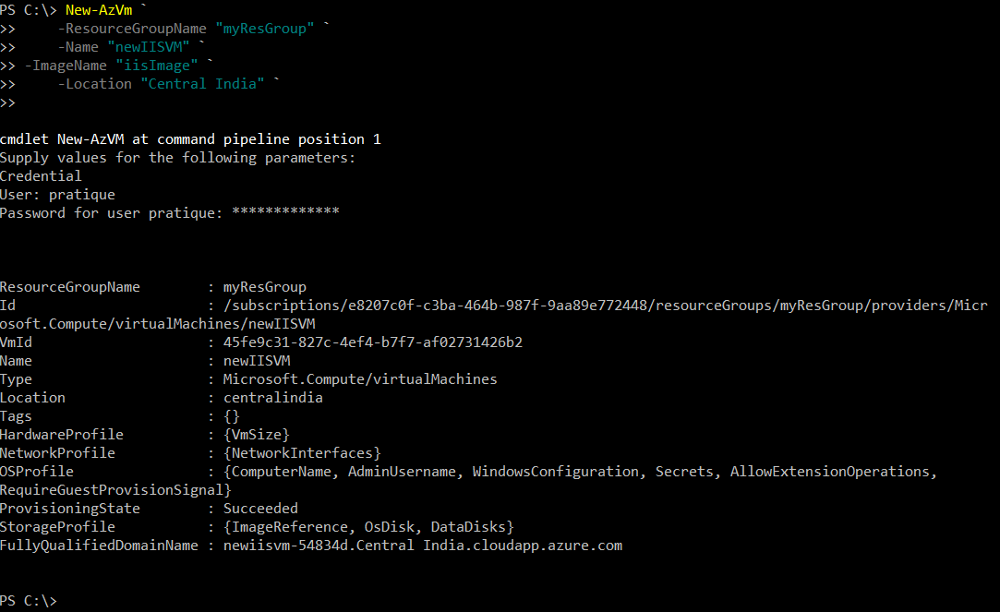 PS C:\> New-AzVm `
>>     -ResourceGroupName "myResGroup" `
>>     -Name "newIISVM" `
>> -ImageName "iisImage" `
>>     -Location "Central India" `
>>
cmdlet New-AzVM at command pipeline position 1
Supply values for the following parameters:
Credential
User: pratique
Password for user pratique: *************
ResourceGroupName        : myResGroup
Id                       : /subscriptions/e8207c0f-c3ba-464b-987f-9aa89e772448/resourceGroups/myResGroup/providers/Micr
osoft.Compute/virtualMachines/newIISVM
VmId                     : 45fe9c31-827c-4ef4-b7f7-af02731426b2
Name                     : newIISVM
Type                     : Microsoft.Compute/virtualMachines
Location                 : centralindia
Tags                     : {}
HardwareProfile          : {VmSize}
NetworkProfile           : {NetworkInterfaces}
OSProfile                : {ComputerName, AdminUsername, WindowsConfiguration, Secrets, AllowExtensionOperations,
RequireGuestProvisionSignal}
ProvisioningState        : Succeeded
StorageProfile           : {ImageReference, OsDisk, DataDisks}
FullyQualifiedDomainName : newiisvm-54834d.Central India.cloudapp.azure.com
PS C:\>